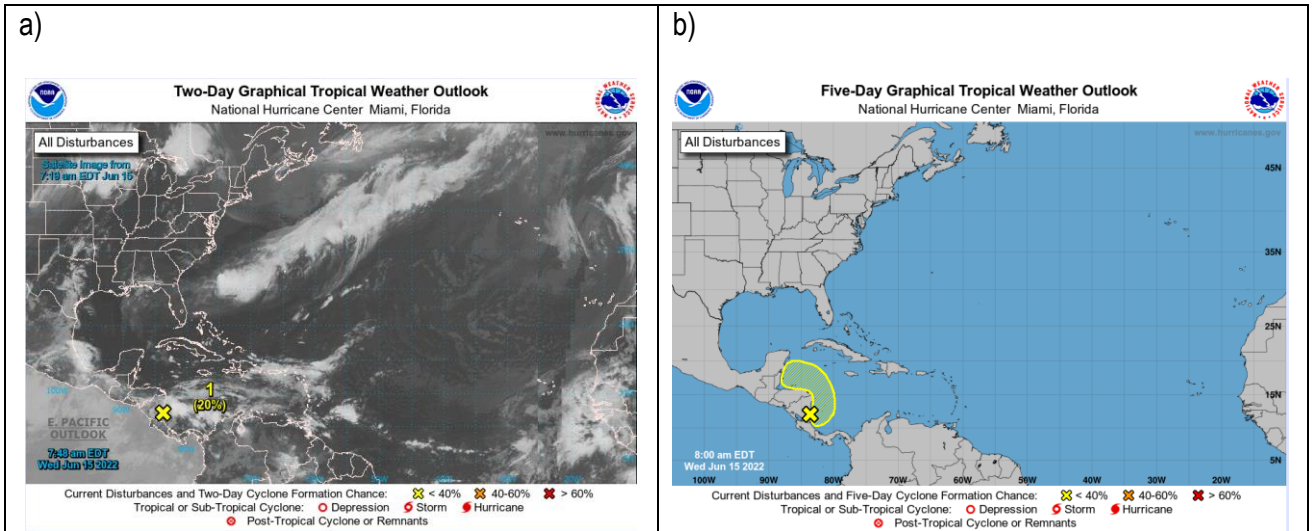 a)
Two-Day Graphical Tropical Weather Outlook
National Hurricane Center Miami, Florida
All Disturbances
www.hurricanes.gov
Satellite image from
7:19 am EDT Jun 15
1
(20%)
100W
E. PACIFIC
OUTLOOK
7:48 am EDT
Wed Jun 15 2022
Current Disturbances and Two-Day Cyclone Formation Chance: < 40% 40-60% > 60%
Tropical or Sub-Tropical Cyclone: Depression Storm Hurricane
Post-Tropical Cyclone or Remnants
b)
Five-Day Graphical Tropical Weather Outlook
National Hurricane Center Miami, Florida
All Disturbances
www.hurricanes.gov
45N
35N
25N
15N
5N
8:00 am EDT
Wed Jun 15 2022
100W 90W 80W 70W 60W 50W 40W 30W 20W
Current Disturbances and Five-Day Cyclone Formation Chance: < 40% 40-60% > 60%
Tropical or Sub-Tropical Cyclone: Depression Storm Hurricane
Post-Tropical Cyclone or Remnants